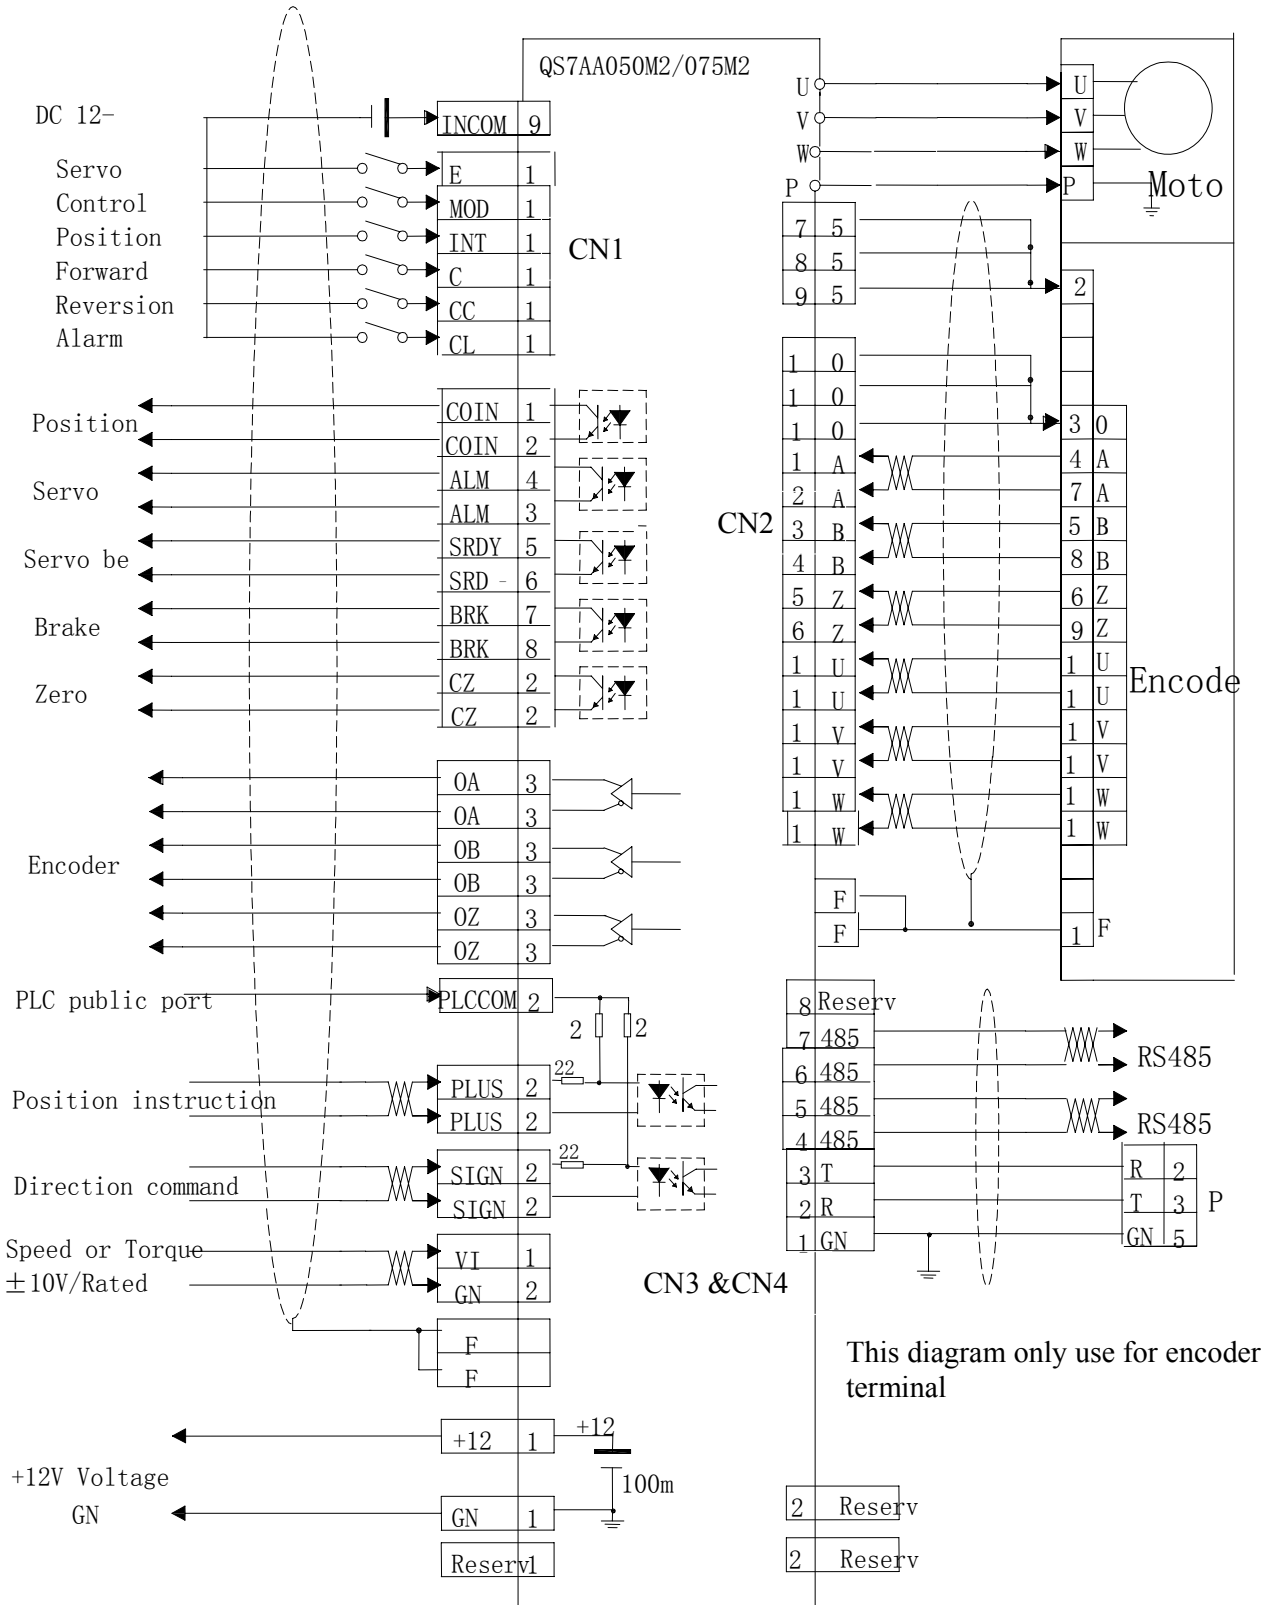 QS7AA050M2/075M2
DC 12-
INCOM 9
Servo
E 1
Control
MOD 1
Position
INT 1
CN1
Forward
C 1
Reversion
CC 1
Alarm
CL 1
Position
COIN 1
COIN 2
Servo
ALM 4
ALM 3
Servo be
SRDY 5
SRD - 6
Brake
BRK 7
BRK 8
Zero
CZ 2
CZ 2
Encoder
OA 3
OA 3
OB 3
OB 3
OZ 3
OZ 3
PLC public port
PLCCOM 2
2 2
Position instruction
PLUS 2
22
PLUS 2
Direction command
SIGN 2
22
SIGN 2
Speed or Torque
±10V/Rated
VI 1
GN 2
F
F
+12V Voltage
+12 1
+12
100m
GN
GN 1
Reserv1
U
V
W
P
U
V
W
P
Moto
7 5
8 5
9 5
2
1 0
1 0
1 0
3 0
CN2
1 A
4 A
2 A
7 A
3 B
5 B
4 B
8 B
5 Z
6 Z
6 Z
9 Z
1 U
1 U
1 U
1 U
Encode
1 V
1 V
1 V
1 V
1 W
1 W
1 W
1 W
F
F
1 F
8 Reserv
7 485
RS485
6 485
5 485
RS485
4 485
3 T
R 2
2 R
T 3
P
1 GN
GN 5
CN3 &CN4
This diagram only use for encoder
terminal
2 Reserv
2 Reserv